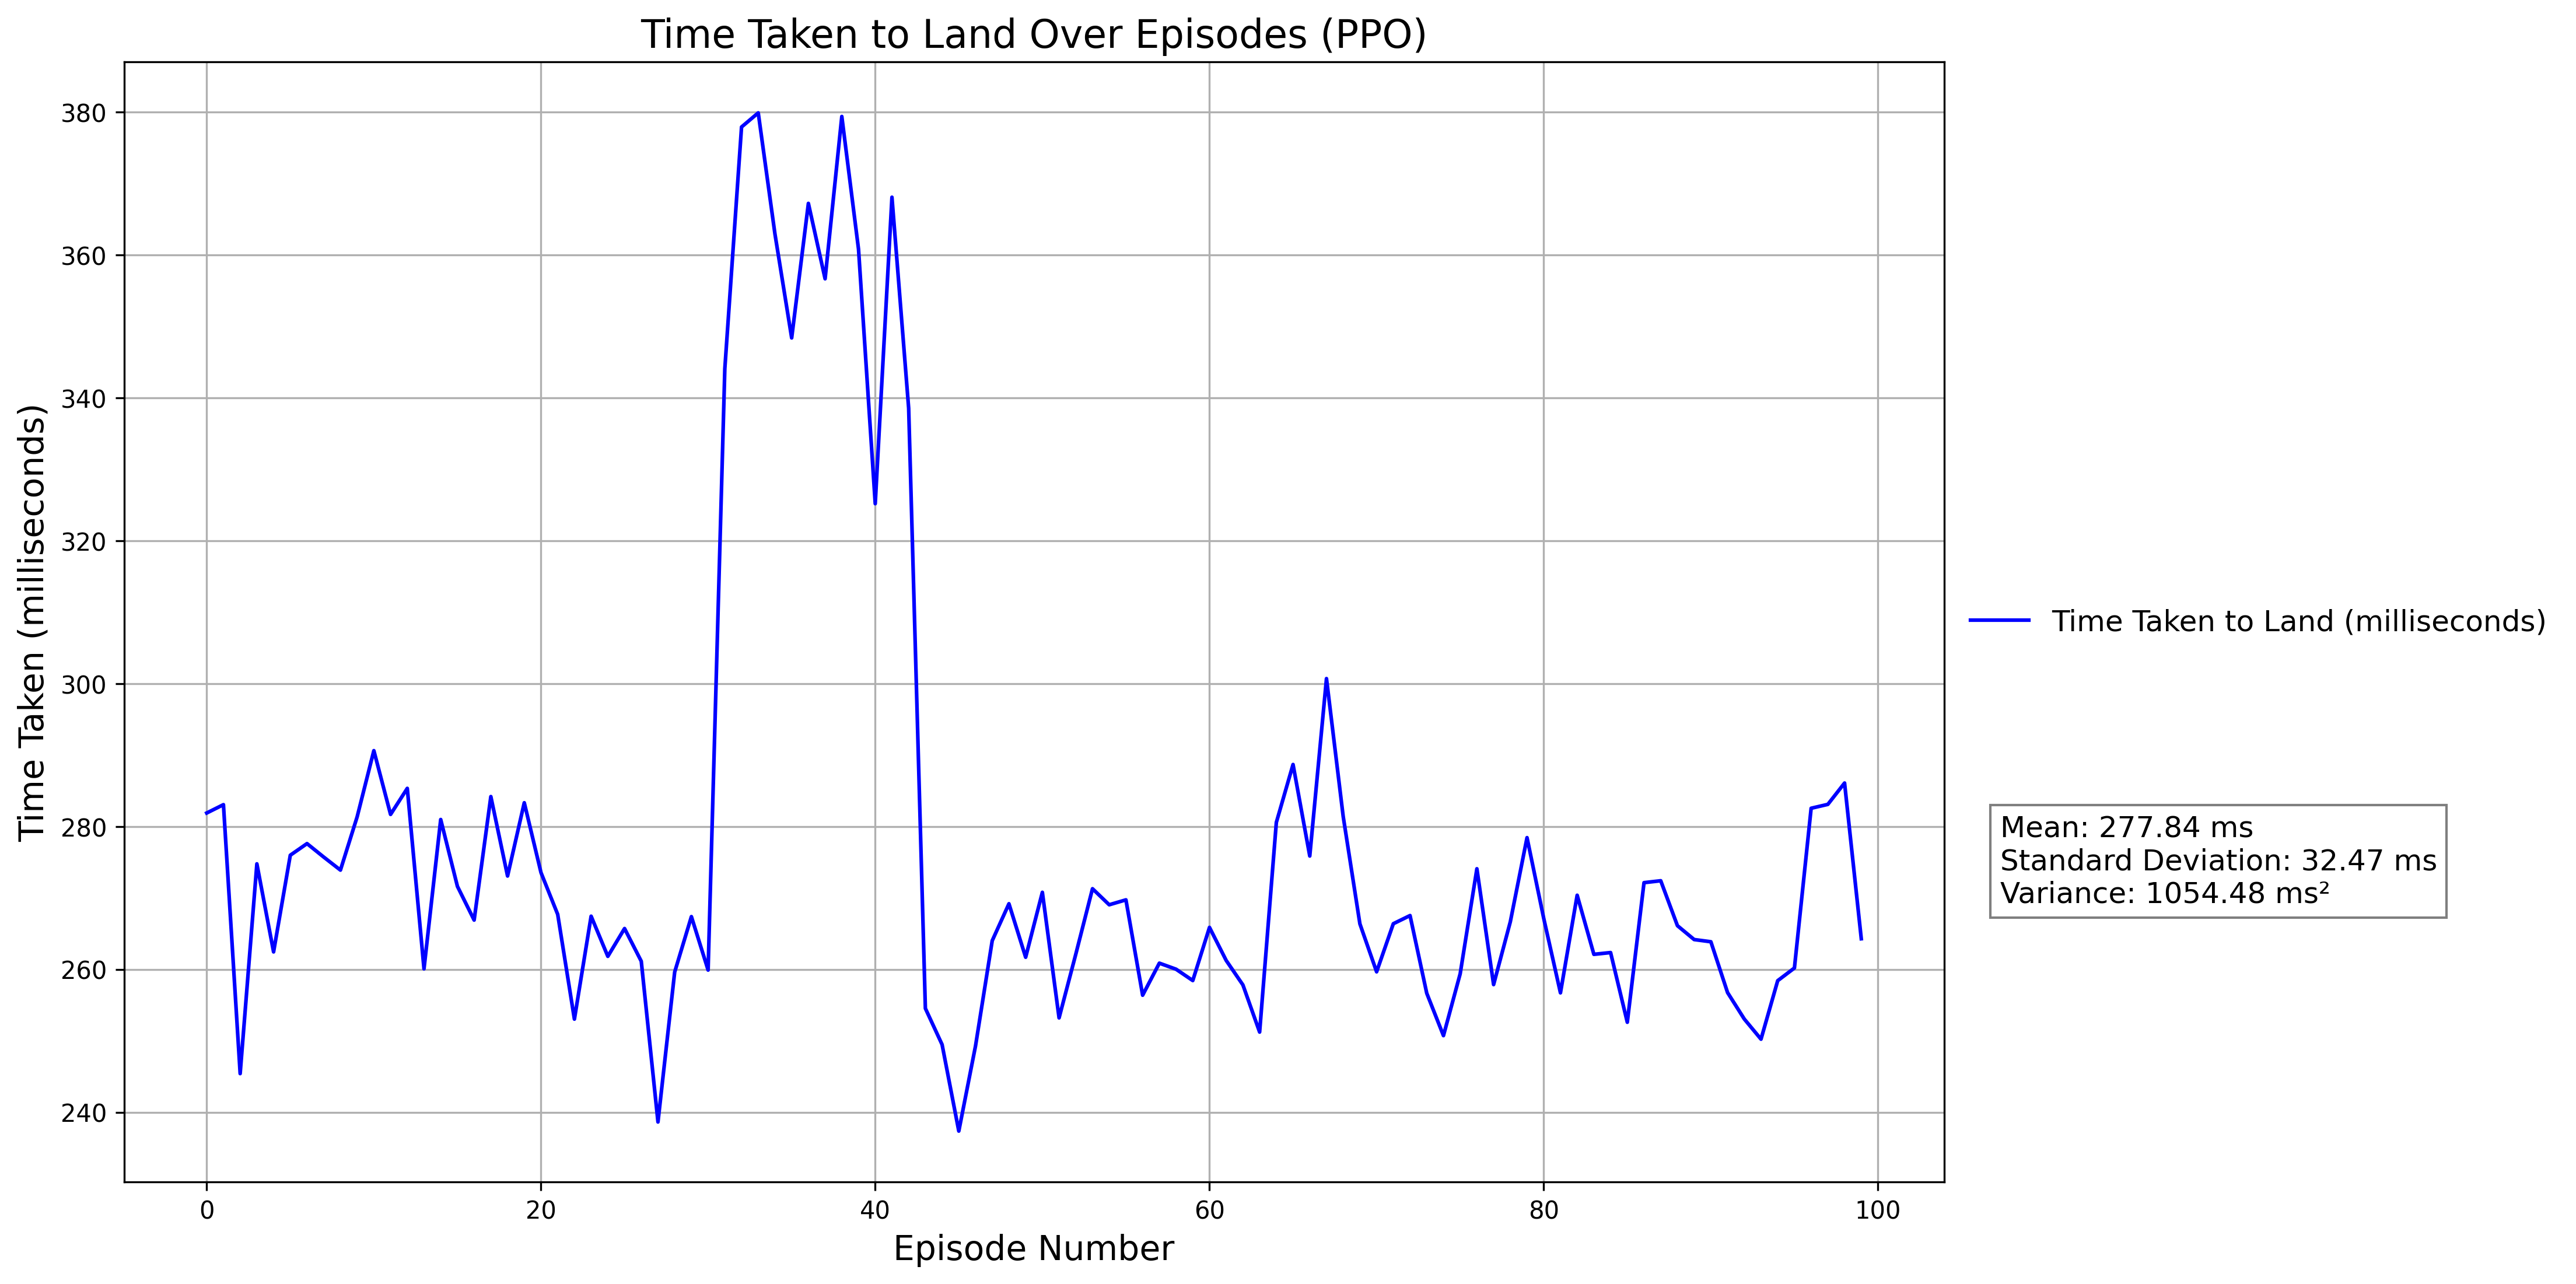 Time Taken to Land Over Episodes (PPO)
Time Taken (milliseconds)
380
360
340
320
300
280
260
240
0
20
40
60
80
100
Episode Number
Time Taken to Land (milliseconds)
Mean: 277.84 ms
Standard Deviation: 32.47 ms
Variance: 1054.48 ms²